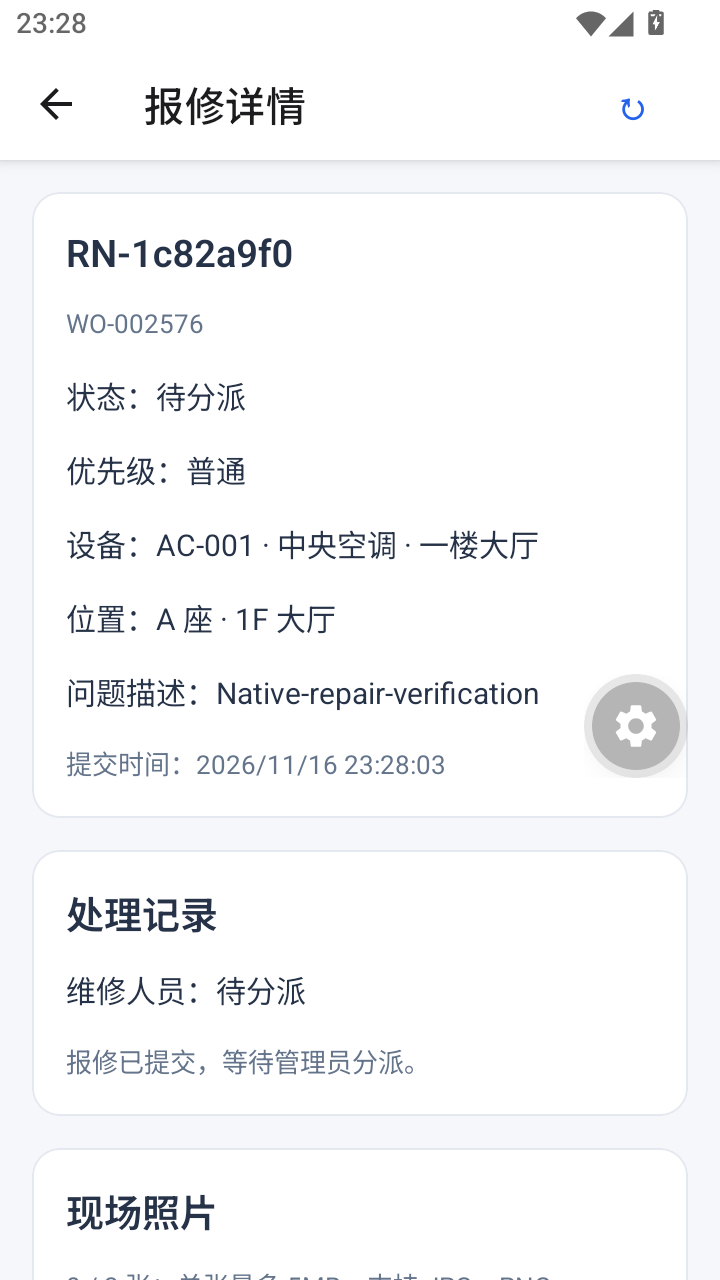 23:28
报修详情
RN-1c82a9f0
WO-002576
状态：待分派
优先级：普通
设备：AC-001 · 中央空调 · 一楼大厅
位置：A 座 · 1F 大厅
问题描述：Native-repair-verification
提交时间：2026/11/16 23:28:03
处理记录
维修人员：待分派
报修已提交，等待管理员分派。
现场照片